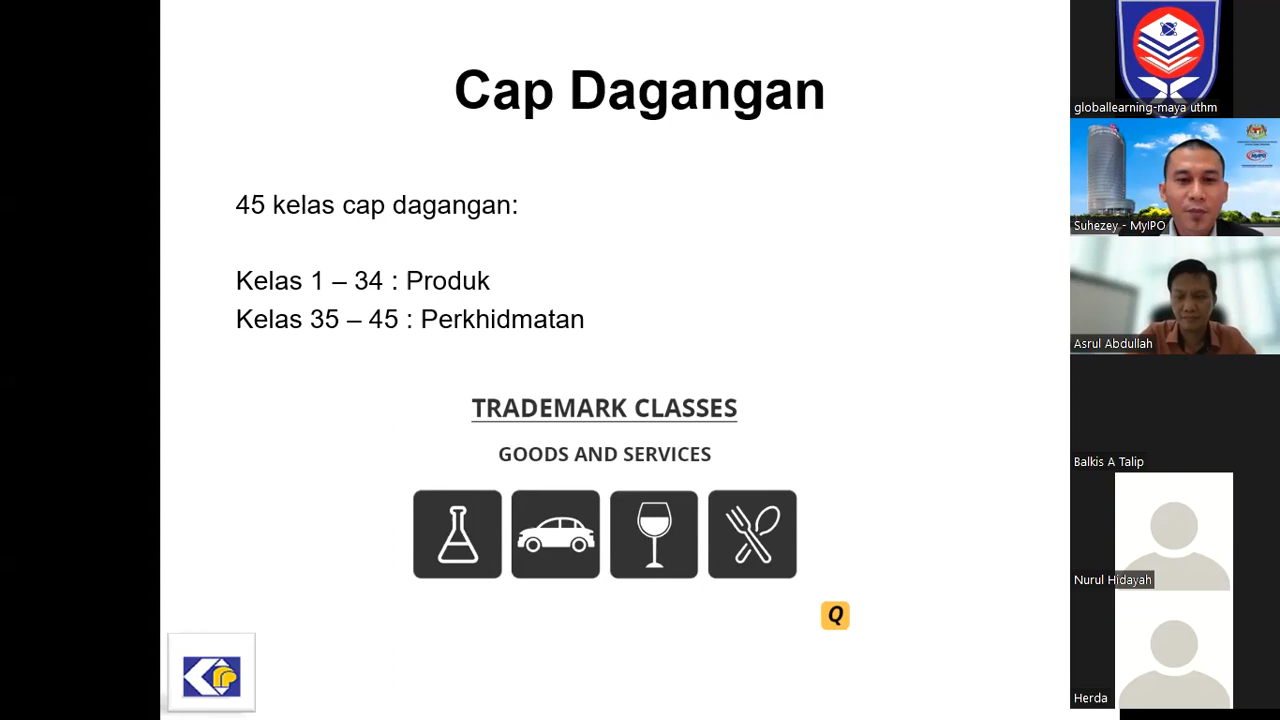 Cap Dagangan
45 kelas cap dagangan:
Kelas 1 – 34 : Produk
Kelas 35 – 45 : Perkhidmatan
TRADEMARK CLASSES
GOODS AND SERVICES
Q
globallearning-maya uthm
MyIPO
Suhezey - MyIPO
Asrul Abdullah
Balkis A Talip
Nurul Hidayah
Herda